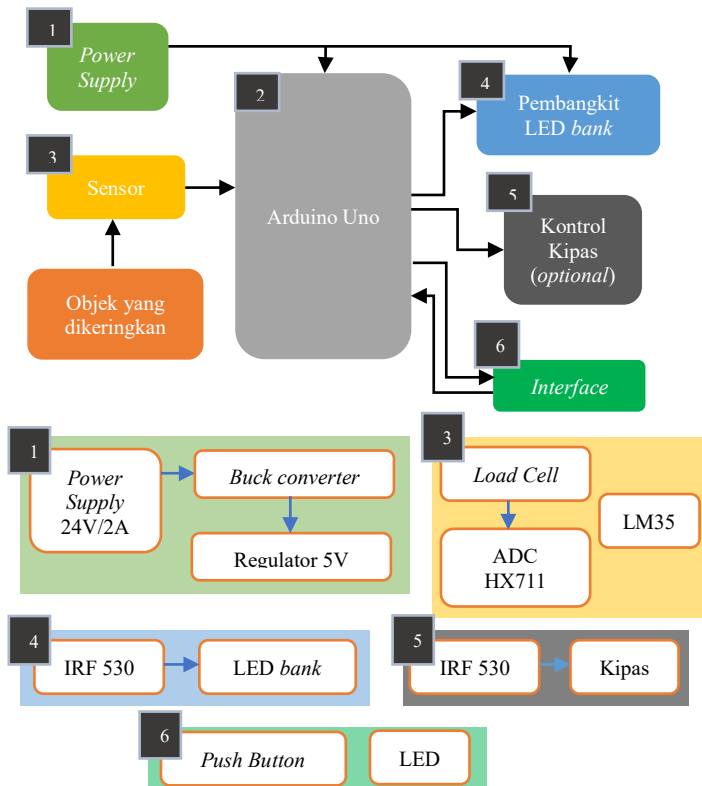 1
Power
Supply
2
Arduino Uno
4
Pembangkit
LED bank
3
Sensor
5
Kontrol
Kipas
(optional)
Objek yang
dikeringkan
6
Interface
1
Power
Supply
24V/2A
Buck converter
Regulator 5V
3
Load Cell
ADC
HX711
LM35
4
IRF 530
LED bank
5
IRF 530
Kipas
6
Push Button
LED